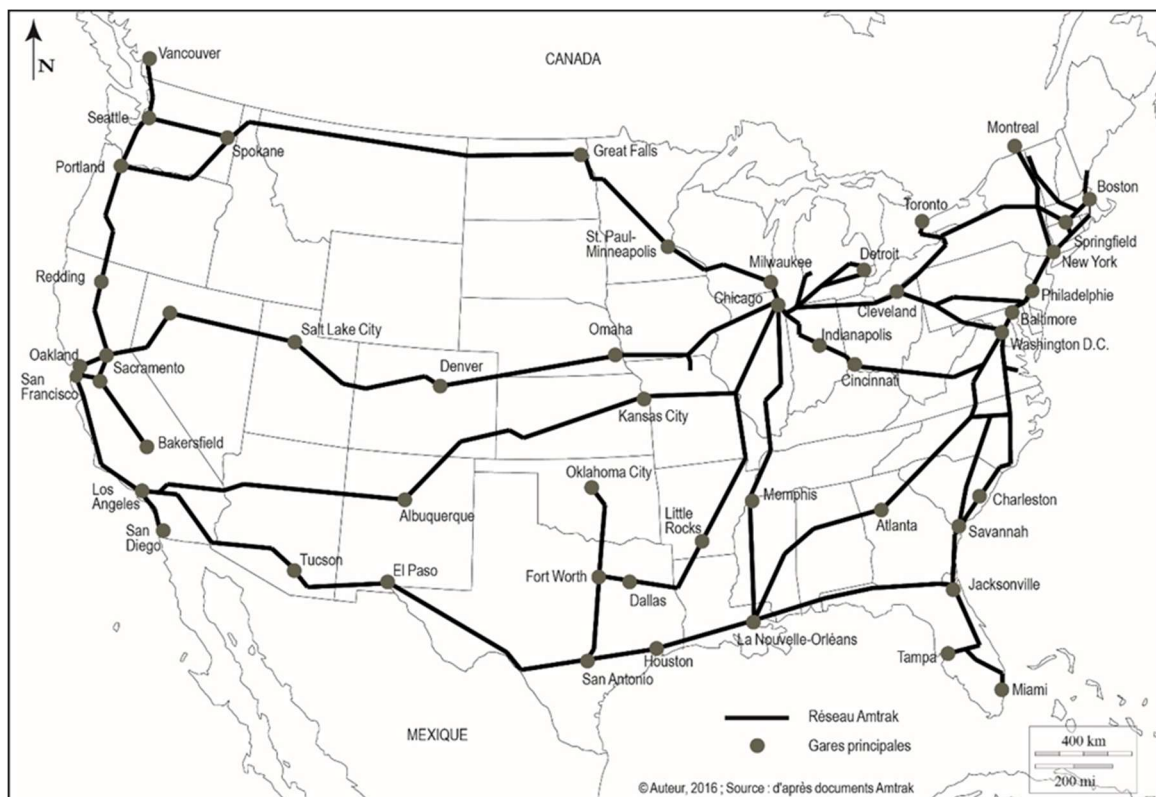 N
Vancouver
CANADA
Seattle
Spokane
Portland
Great Falls
Montreal
Boston
Toronto
Springfield
New York
St. Paul-
Minneapolis
Milwaukee
Detroit
Redding
Chicago
Cleveland
Philadelphie
Baltimore
Washington D.C.
Salt Lake City
Omaha
Indianapolis
Oakland
Sacramento
San
Francisco
Denver
Cincinnati
Kansas City
Bakersfield
Los
Angeles
Albuquerque
Oklahoma City
Memphis
Little
Rocks
Atlanta
Charleston
Savannah
San
Diego
Tucson
El Paso
Fort Worth
Dallas
Jacksonville
La Nouvelle-Orléans
Houston
San Antonio
Tampa
Miami
MEXIQUE
Réseau Amtrak
Gares principales
400 km
200 mi
© Auteur, 2016 ; Source : d'après documents Amtrak